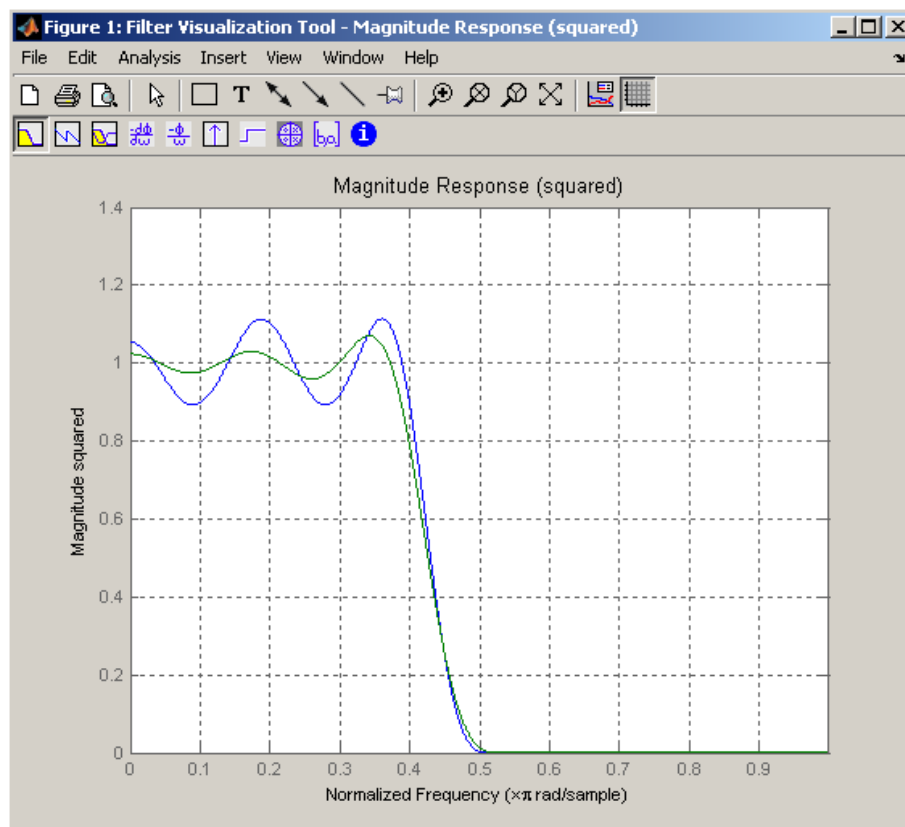 Figure 1: Filter Visualization Tool - Magnitude Response (squared)
File Edit Analysis Insert View Window Help
T
Magnitude Response (squared)
1.4
1.2
1
0.8
0.6
0.4
0.2
0
Magnitude squared
0 0.1 0.2 0.3 0.4 0.5 0.6 0.7 0.8 0.9
Normalized Frequency (×π rad/sample)